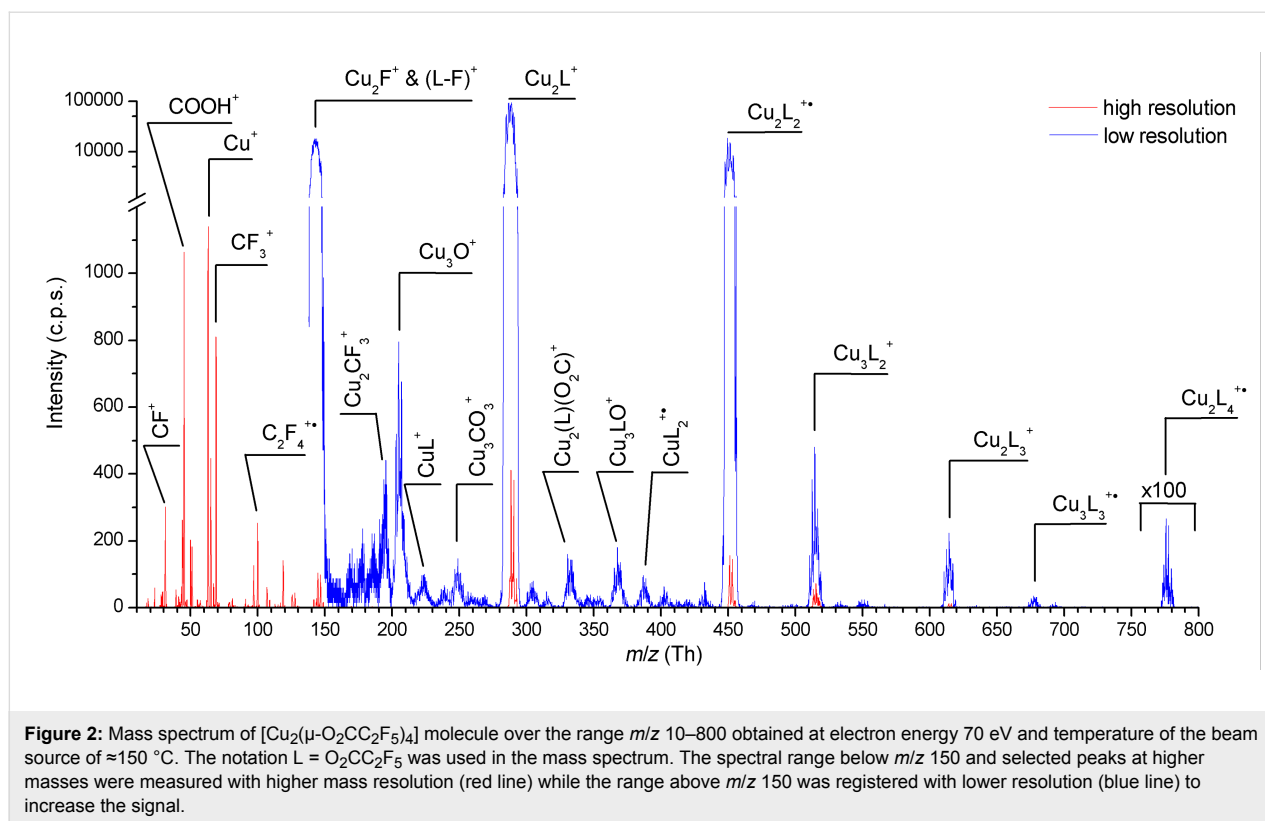 Cu₂F⁺ & (L-F)⁺
Cu₂L⁺
COOH⁺
Cu⁺
Cu₂L₂⁺•
high resolution
low resolution
CF₃⁺
Cu₃O⁺
Cu₂CF₃⁺
Cu₃L₂⁺
CF⁺
C₂F₄⁺•
CuL⁺
Cu₃CO₃⁺
Cu₂(L)(O₂C)⁺
Cu₃LO⁺
CuL₂⁺•
Cu₂L₃⁺
Cu₃L₃⁺•
Cu₂L₄⁺•
x100
100000
10000
1000
800
600
400
200
0
Intensity (c.p.s.)
50 100 150 200 250 300 350 400 450 500 550 600 650 700 750 800
m/z (Th)
Figure 2: Mass spectrum of [Cu₂(μ-O₂CC₂F₅)₄] molecule over the range m/z 10–800 obtained at electron energy 70 eV and temperature of the beam
source of ≈150 °C. The notation L = O₂CC₂F₅ was used in the mass spectrum. The spectral range below m/z 150 and selected peaks at higher
masses were measured with higher mass resolution (red line) while the range above m/z 150 was registered with lower resolution (blue line) to
increase the signal.